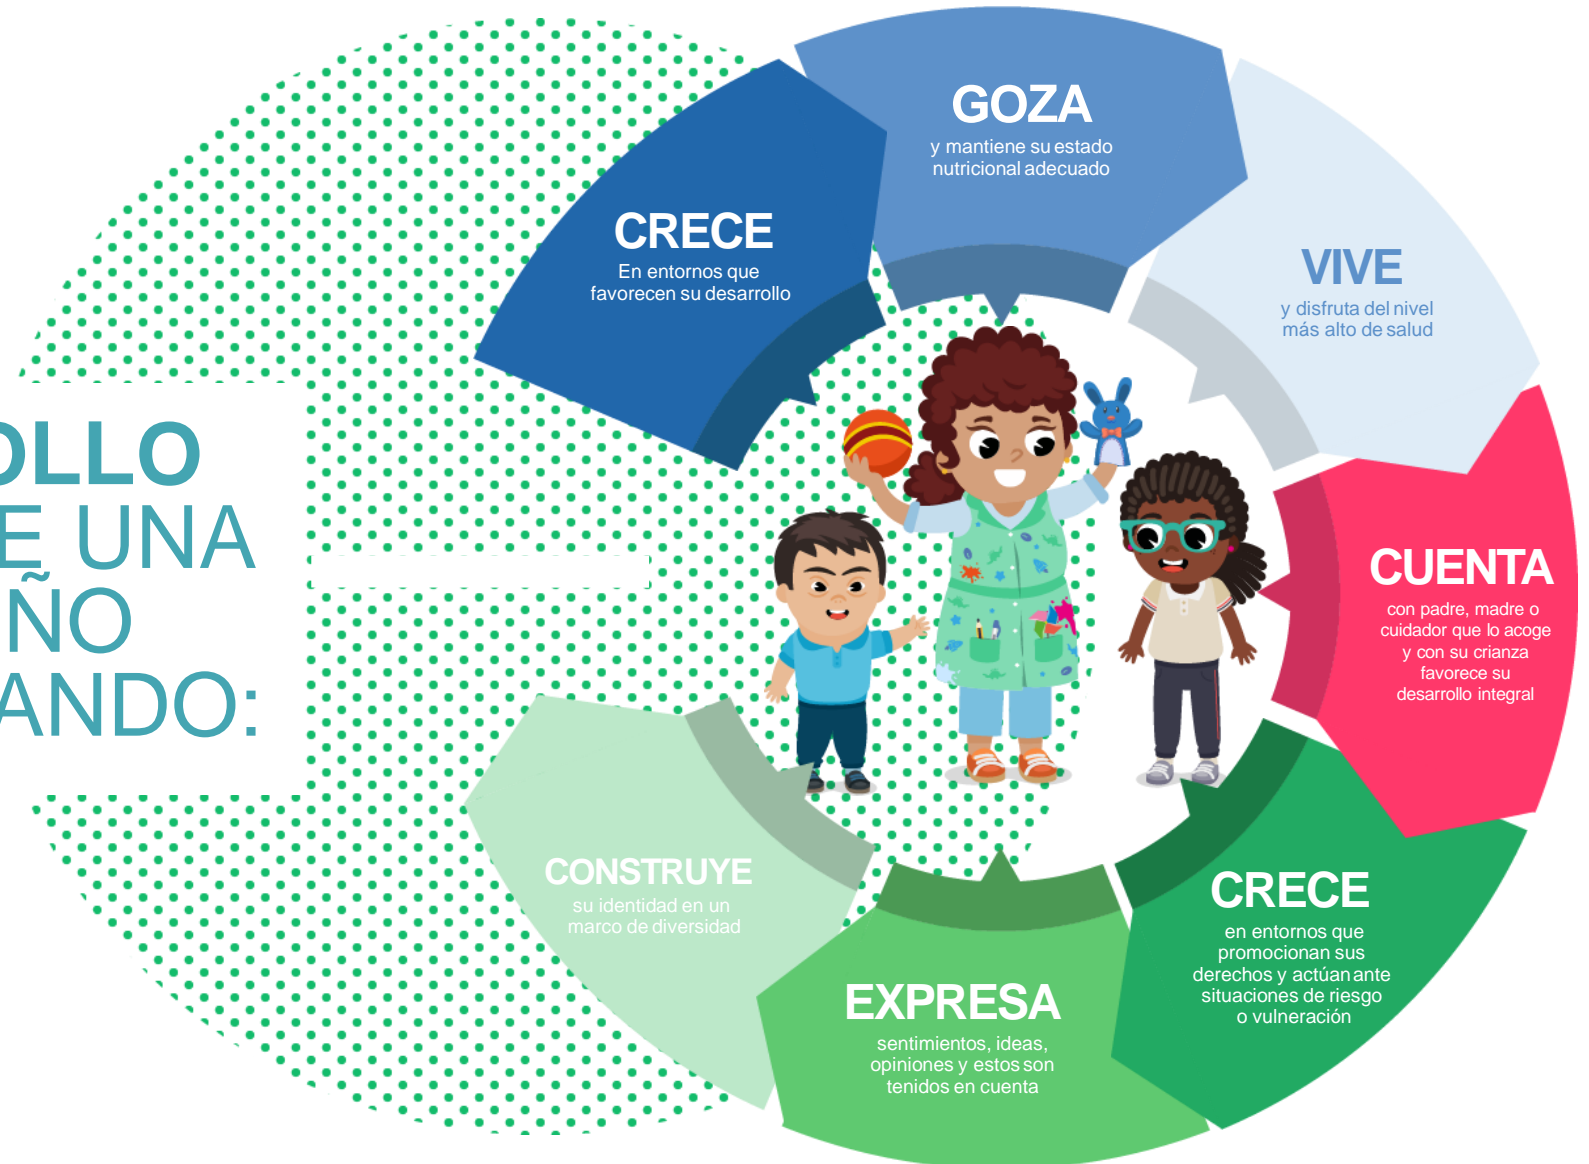 OLLO
E UNA
ÑO
ANDO:
CRECE
En entornos que
favorecen su desarrollo
GOZA
y mantiene su estado
nutricional adecuado
VIVE
y disfruta del nivel
más alto de salud
CUENTA
con padre, madre o
cuidador que lo acoge
y con su crianza
favorece su
desarrollo integral
CRECE
en entornos que
promocionan sus
derechos y actúan ante
situaciones de riesgo
o vulneración
EXPRESA
sentimientos, ideas,
opiniones y estos son
tenidos en cuenta
CONSTRUYE
su identidad en un
marco de diversidad